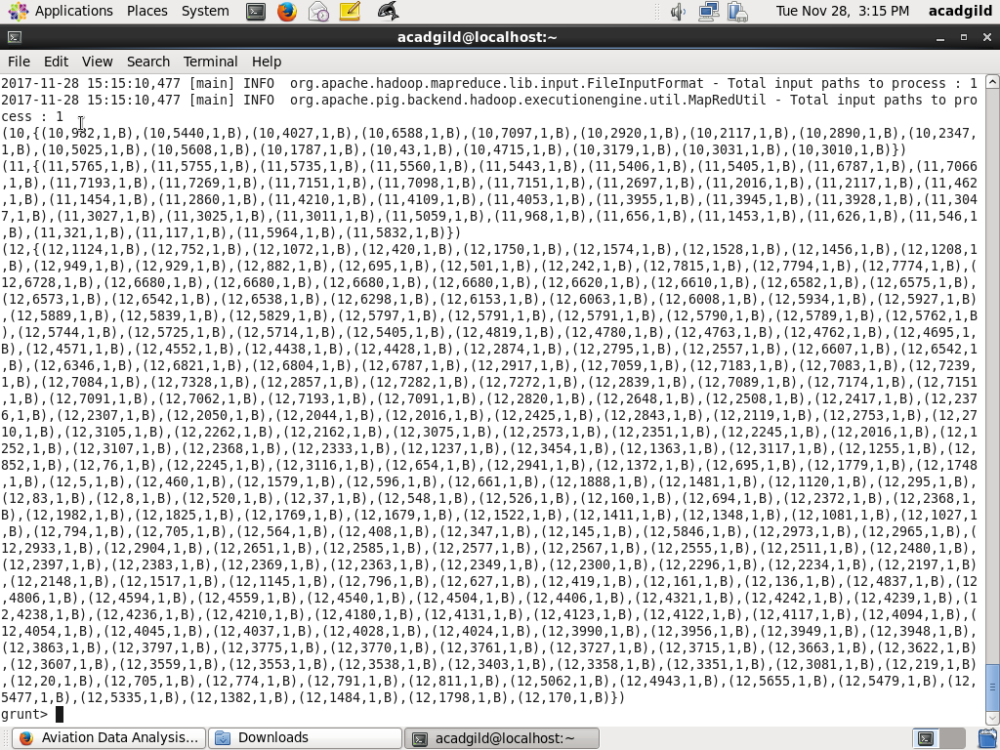 Applications Places System
Tue Nov 28, 3:15 PM acadgild
acadgild@localhost:~
File Edit View Search Terminal Help
2017-11-28 15:15:10,477 [main] INFO  org.apache.hadoop.mapreduce.lib.input.FileInputFormat - Total input paths to process : 1
2017-11-28 15:15:10,477 [main] INFO  org.apache.pig.backend.hadoop.executionengine.util.MapRedUtil - Total input paths to pro
cess : 1
(10,{(10,982,1,B),(10,5440,1,B),(10,4027,1,B),(10,6588,1,B),(10,7097,1,B),(10,2920,1,B),(10,2117,1,B),(10,2890,1,B),(10,2347,
1,B),(10,5025,1,B),(10,5608,1,B),(10,1787,1,B),(10,43,1,B),(10,4715,1,B),(10,3179,1,B),(10,3031,1,B),(10,3010,1,B)})
(11,{(11,5765,1,B),(11,5755,1,B),(11,5735,1,B),(11,5560,1,B),(11,5443,1,B),(11,5406,1,B),(11,5405,1,B),(11,6787,1,B),(11,7066
,1,B),(11,7193,1,B),(11,7269,1,B),(11,7151,1,B),(11,7098,1,B),(11,7151,1,B),(11,2697,1,B),(11,2016,1,B),(11,2117,1,B),(11,462
,1,B),(11,1454,1,B),(11,2860,1,B),(11,4210,1,B),(11,4109,1,B),(11,4053,1,B),(11,3955,1,B),(11,3945,1,B),(11,3928,1,B),(11,304
7,1,B),(11,3027,1,B),(11,3025,1,B),(11,3011,1,B),(11,5059,1,B),(11,968,1,B),(11,656,1,B),(11,1453,1,B),(11,626,1,B),(11,546,1
,B),(11,321,1,B),(11,117,1,B),(11,5964,1,B),(11,5832,1,B)})
(12,{(12,1124,1,B),(12,752,1,B),(12,1072,1,B),(12,420,1,B),(12,1750,1,B),(12,1574,1,B),(12,1528,1,B),(12,1456,1,B),(12,1208,1
,B),(12,949,1,B),(12,929,1,B),(12,882,1,B),(12,695,1,B),(12,501,1,B),(12,242,1,B),(12,7815,1,B),(12,7794,1,B),(12,7774,1,B),(
12,6728,1,B),(12,6680,1,B),(12,6680,1,B),(12,6680,1,B),(12,6680,1,B),(12,6620,1,B),(12,6610,1,B),(12,6582,1,B),(12,6575,1,B),
(12,6573,1,B),(12,6542,1,B),(12,6538,1,B),(12,6298,1,B),(12,6153,1,B),(12,6063,1,B),(12,6008,1,B),(12,5934,1,B),(12,5927,1,B)
,(12,5889,1,B),(12,5839,1,B),(12,5829,1,B),(12,5797,1,B),(12,5791,1,B),(12,5791,1,B),(12,5790,1,B),(12,5789,1,B),(12,5762,1,B
),(12,5744,1,B),(12,5725,1,B),(12,5714,1,B),(12,5405,1,B),(12,4819,1,B),(12,4780,1,B),(12,4763,1,B),(12,4762,1,B),(12,4695,1,
B),(12,4571,1,B),(12,4552,1,B),(12,4438,1,B),(12,4428,1,B),(12,2874,1,B),(12,2795,1,B),(12,2557,1,B),(12,6607,1,B),(12,6542,1
,B),(12,6346,1,B),(12,6821,1,B),(12,6804,1,B),(12,6787,1,B),(12,2917,1,B),(12,7059,1,B),(12,7183,1,B),(12,7083,1,B),(12,7239,
1,B),(12,7084,1,B),(12,7328,1,B),(12,2857,1,B),(12,7282,1,B),(12,7272,1,B),(12,2839,1,B),(12,7089,1,B),(12,7174,1,B),(12,7151
,1,B),(12,7091,1,B),(12,7062,1,B),(12,7193,1,B),(12,7091,1,B),(12,2820,1,B),(12,2648,1,B),(12,2508,1,B),(12,2417,1,B),(12,237
6,1,B),(12,2307,1,B),(12,2050,1,B),(12,2044,1,B),(12,2016,1,B),(12,2425,1,B),(12,2843,1,B),(12,2119,1,B),(12,2753,1,B),(12,27
10,1,B),(12,3105,1,B),(12,2262,1,B),(12,2162,1,B),(12,3075,1,B),(12,2573,1,B),(12,2351,1,B),(12,2245,1,B),(12,2016,1,B),(12,1
252,1,B),(12,3107,1,B),(12,2368,1,B),(12,2333,1,B),(12,1237,1,B),(12,3454,1,B),(12,1363,1,B),(12,3117,1,B),(12,1255,1,B),(12,
852,1,B),(12,76,1,B),(12,2245,1,B),(12,3116,1,B),(12,654,1,B),(12,2941,1,B),(12,1372,1,B),(12,695,1,B),(12,1779,1,B),(12,1748
,1,B),(12,5,1,B),(12,460,1,B),(12,1579,1,B),(12,596,1,B),(12,661,1,B),(12,1888,1,B),(12,1481,1,B),(12,1120,1,B),(12,295,1,B),
(12,83,1,B),(12,8,1,B),(12,520,1,B),(12,37,1,B),(12,548,1,B),(12,526,1,B),(12,160,1,B),(12,694,1,B),(12,2372,1,B),(12,2368,1,
B),(12,1982,1,B),(12,1825,1,B),(12,1769,1,B),(12,1679,1,B),(12,1522,1,B),(12,1411,1,B),(12,1348,1,B),(12,1081,1,B),(12,1027,1
,B),(12,794,1,B),(12,705,1,B),(12,564,1,B),(12,408,1,B),(12,347,1,B),(12,145,1,B),(12,5846,1,B),(12,2973,1,B),(12,2965,1,B),(
12,2933,1,B),(12,2904,1,B),(12,2651,1,B),(12,2585,1,B),(12,2577,1,B),(12,2567,1,B),(12,2555,1,B),(12,2511,1,B),(12,2480,1,B),
(12,2397,1,B),(12,2383,1,B),(12,2369,1,B),(12,2363,1,B),(12,2349,1,B),(12,2300,1,B),(12,2296,1,B),(12,2234,1,B),(12,2197,1,B)
,(12,2148,1,B),(12,1517,1,B),(12,1145,1,B),(12,796,1,B),(12,627,1,B),(12,419,1,B),(12,161,1,B),(12,136,1,B),(12,4837,1,B),(12
,4806,1,B),(12,4594,1,B),(12,4559,1,B),(12,4540,1,B),(12,4504,1,B),(12,4406,1,B),(12,4321,1,B),(12,4242,1,B),(12,4239,1,B),(1
2,4238,1,B),(12,4236,1,B),(12,4210,1,B),(12,4180,1,B),(12,4131,1,B),(12,4123,1,B),(12,4122,1,B),(12,4117,1,B),(12,4094,1,B),(
12,4054,1,B),(12,4045,1,B),(12,4037,1,B),(12,4028,1,B),(12,4024,1,B),(12,3990,1,B),(12,3956,1,B),(12,3949,1,B),(12,3948,1,B),
(12,3863,1,B),(12,3797,1,B),(12,3775,1,B),(12,3770,1,B),(12,3761,1,B),(12,3727,1,B),(12,3715,1,B),(12,3663,1,B),(12,3622,1,B)
,(12,3607,1,B),(12,3559,1,B),(12,3553,1,B),(12,3538,1,B),(12,3403,1,B),(12,3358,1,B),(12,3351,1,B),(12,3081,1,B),(12,219,1,B)
,(12,20,1,B),(12,705,1,B),(12,774,1,B),(12,791,1,B),(12,811,1,B),(12,5062,1,B),(12,4943,1,B),(12,5655,1,B),(12,5479,1,B),(12,
5477,1,B),(12,5335,1,B),(12,1382,1,B),(12,1484,1,B),(12,1798,1,B),(12,170,1,B)})
grunt>
Aviation Data Analysis... Downloads acadgild@localhost:~